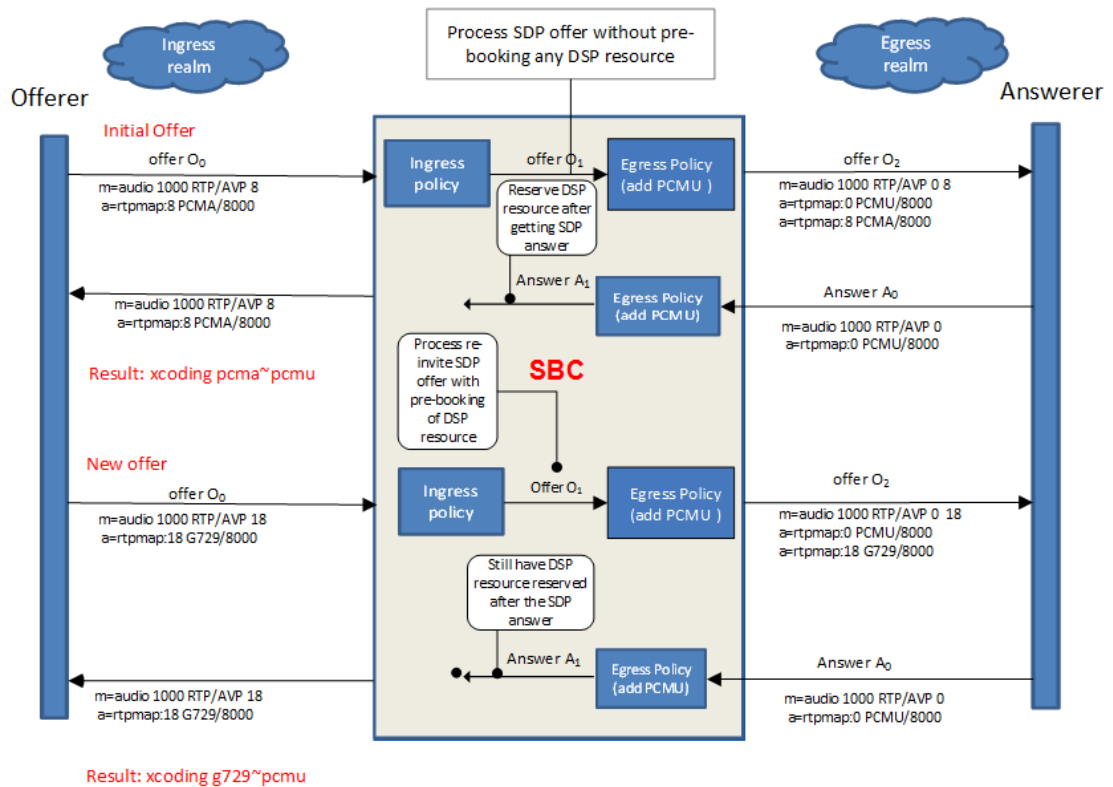 Process SDP offer without pre-
booking any DSP resource
Ingress
realm
Egress
realm
Offerer
Answerer
Initial Offer
offer O0
m=audio 1000 RTP/AVP 8
a=rtpmap:8 PCMA/8000
Ingress
policy
offer O1
Egress Policy
(add PCMU )
offer O2
m=audio 1000 RTP/AVP 0 8
a=rtpmap:0 PCMU/8000
a=rtpmap:8 PCMA/8000
Reserve DSP
resource after
getting SDP
answer
Answer A1
Egress Policy
(add PCMU)
Answer A0
m=audio 1000 RTP/AVP 0
a=rtpmap:0 PCMU/8000
m=audio 1000 RTP/AVP 8
a=rtpmap:8 PCMA/8000
Result: xcoding pcma~pcmu
Process re-
invite SDP
offer with
pre-booking
of DSP
resource
SBC
New offer
offer O0
m=audio 1000 RTP/AVP 18
a=rtpmap:18 G729/8000
Ingress
policy
Offer O1
Egress Policy
(add PCMU )
offer O2
m=audio 1000 RTP/AVP 0 18
a=rtpmap:0 PCMU/8000
a=rtpmap:18 G729/8000
Still have DSP
resource reserved
after the SDP
answer
Answer A1
Egress Policy
(add PCMU)
Answer A0
m=audio 1000 RTP/AVP 0
a=rtpmap:0 PCMU/8000
m=audio 1000 RTP/AVP 18
a=rtpmap:18 G729/8000
Result: xcoding g729~pcmu